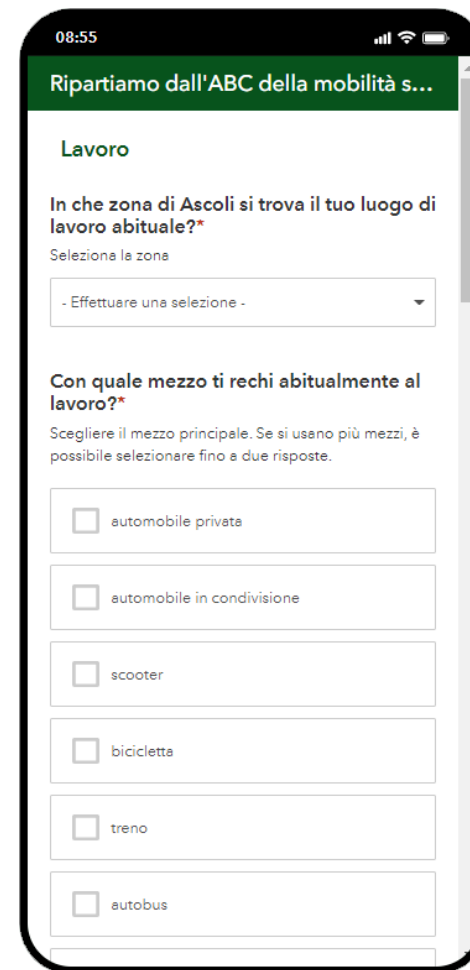 08:55
Ripartiamo dall'ABC della mobilità s...
Lavoro
In che zona di Ascoli si trova il tuo luogo di
lavoro abituale?*
Seleziona la zona
- Effettuare una selezione -
Con quale mezzo ti rechi abitualmente al
lavoro?*
Scegliere il mezzo principale. Se si usano più mezzi, è
possibile selezionare fino a due risposte.
automobile privata
automobile in condivisione
scooter
bicicletta
treno
autobus